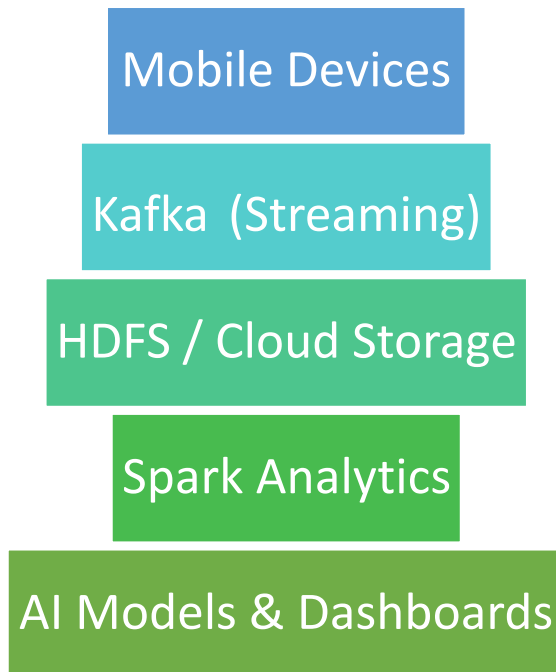 Mobile Devices
Kafka (Streaming)
HDFS / Cloud Storage
Spark Analytics
AI Models & Dashboards